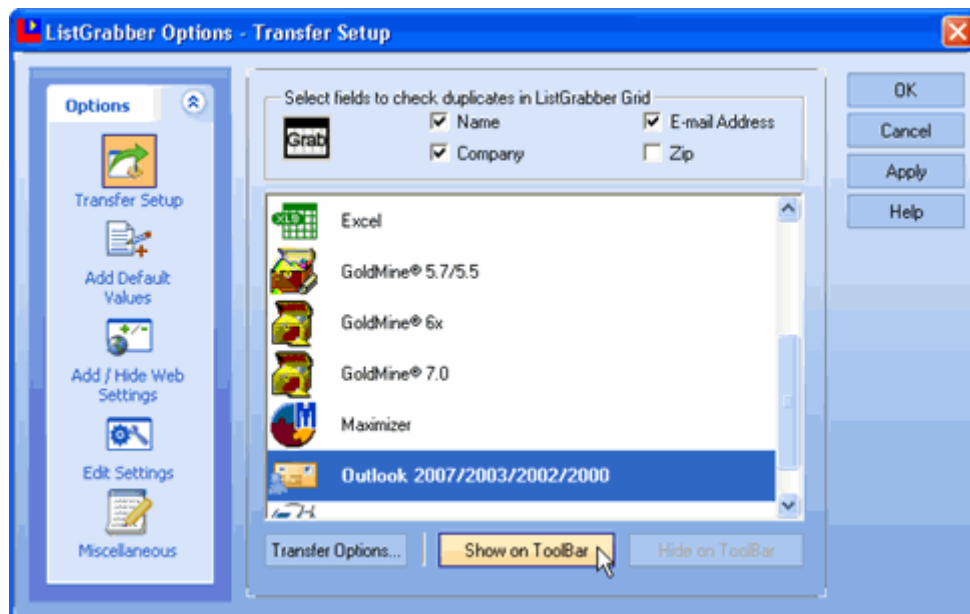 ListGrabber Options - Transfer Setup
Options
Transfer Setup
Add Default
Values
Add / Hide Web
Settings
Edit Settings
Miscellaneous
Select fields to check duplicates in ListGrabber Grid
Grab
Name
E-mail Address
Company
Zip
XLS
Excel
GoldMine® 5.7/5.5
GoldMine® 6x
GoldMine® 7.0
M
Maximizer
Outlook 2007/2003/2002/2000
Transfer Options...
Show on ToolBar
Hide on ToolBar
OK
Cancel
Apply
Help